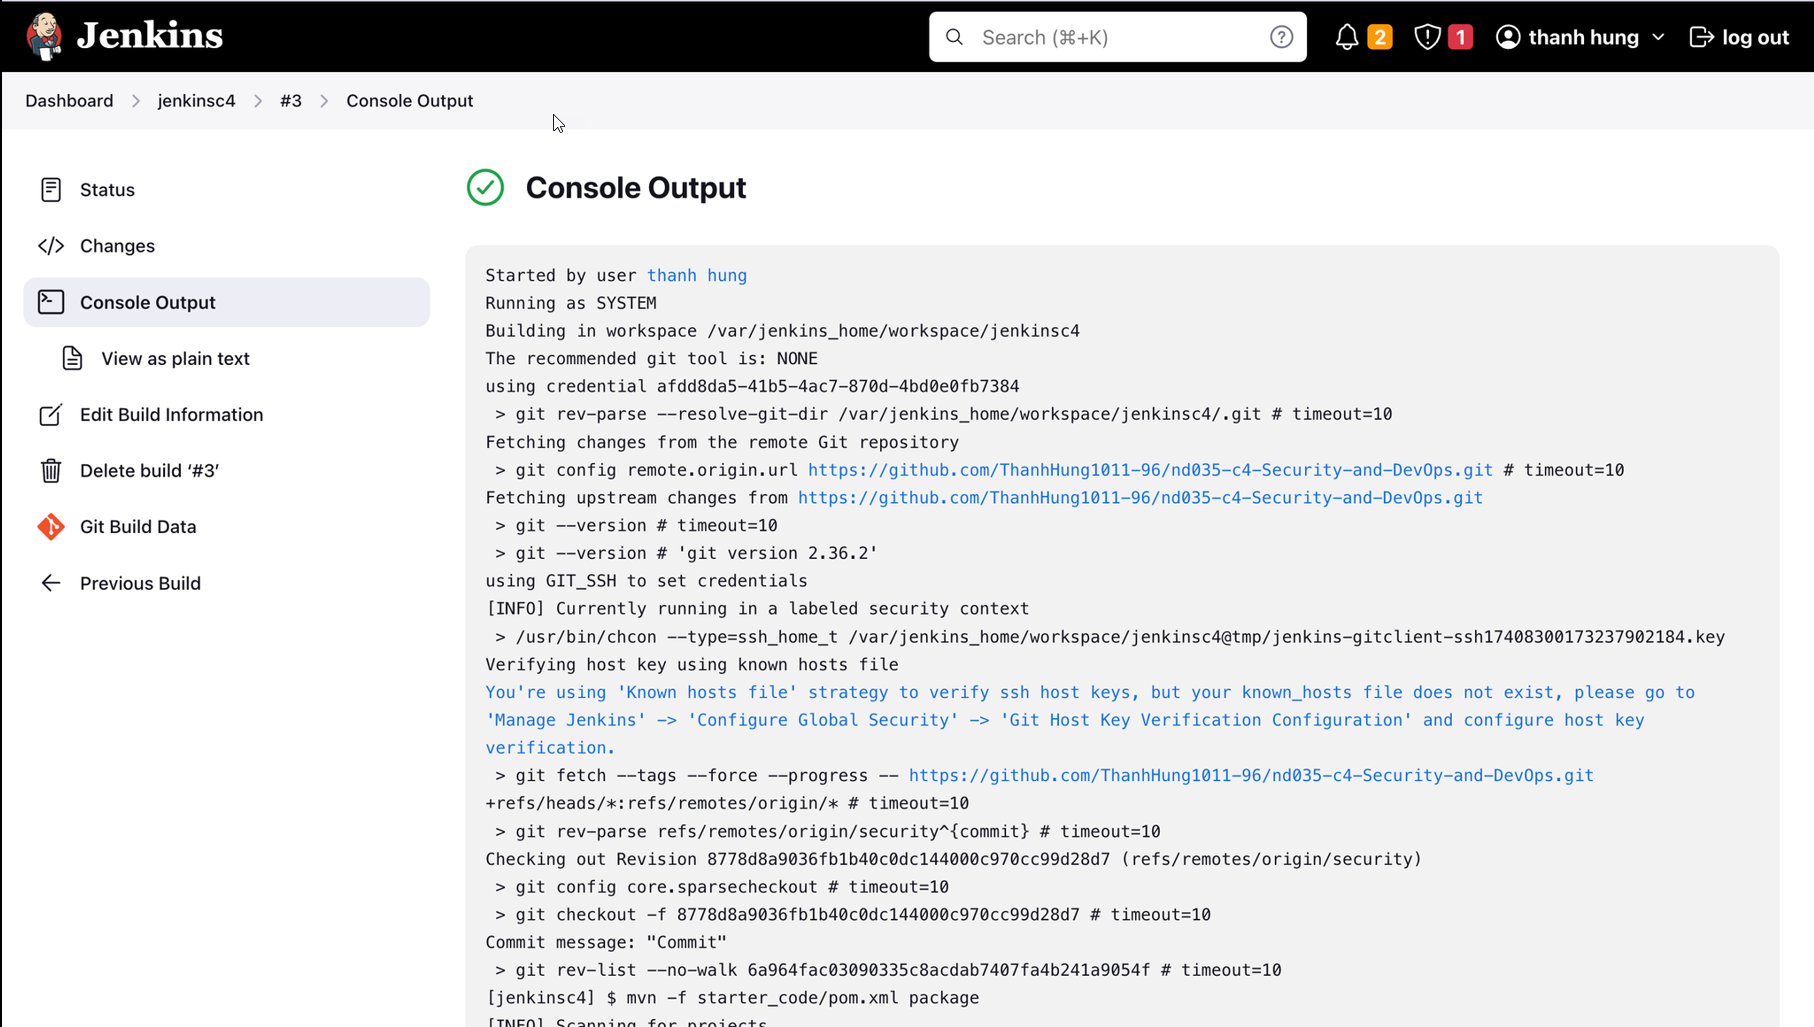 Jenkins
Search (⌘+K)
2
1
thanh hung
log out
Dashboard
jenkinsc4
#3
Console Output
Status
Changes
Console Output
View as plain text
Edit Build Information
Delete build ‘#3’
Git Build Data
Previous Build
Console Output
Started by user thanh hung
Running as SYSTEM
Building in workspace /var/jenkins_home/workspace/jenkinsc4
The recommended git tool is: NONE
using credential afdd8da5-41b5-4ac7-870d-4bd0e0fb7384
> git rev-parse --resolve-git-dir /var/jenkins_home/workspace/jenkinsc4/.git # timeout=10
Fetching changes from the remote Git repository
> git config remote.origin.url https://github.com/ThanhHung1011-96/nd035-c4-Security-and-DevOps.git # timeout=10
Fetching upstream changes from https://github.com/ThanhHung1011-96/nd035-c4-Security-and-DevOps.git
> git --version # timeout=10
> git --version # 'git version 2.36.2'
using GIT_SSH to set credentials
[INFO] Currently running in a labeled security context
> /usr/bin/chcon --type=ssh_home_t /var/jenkins_home/workspace/jenkinsc4@tmp/jenkins-gitclient-ssh17408300173237902184.key
Verifying host key using known hosts file
You're using 'Known hosts file' strategy to verify ssh host keys, but your known_hosts file does not exist, please go to
'Manage Jenkins' -> 'Configure Global Security' -> 'Git Host Key Verification Configuration' and configure host key
verification.
> git fetch --tags --force --progress -- https://github.com/ThanhHung1011-96/nd035-c4-Security-and-DevOps.git
+refs/heads/*:refs/remotes/origin/* # timeout=10
> git rev-parse refs/remotes/origin/security^{commit} # timeout=10
Checking out Revision 8778d8a9036fb1b40c0dc144000c970cc99d28d7 (refs/remotes/origin/security)
> git config core.sparsecheckout # timeout=10
> git checkout -f 8778d8a9036fb1b40c0dc144000c970cc99d28d7 # timeout=10
Commit message: "Commit"
> git rev-list --no-walk 6a964fac03090335c8acdab7407fa4b241a9054f # timeout=10
[jenkinsc4] $ mvn -f starter_code/pom.xml package
[INFO] Scanning for projects